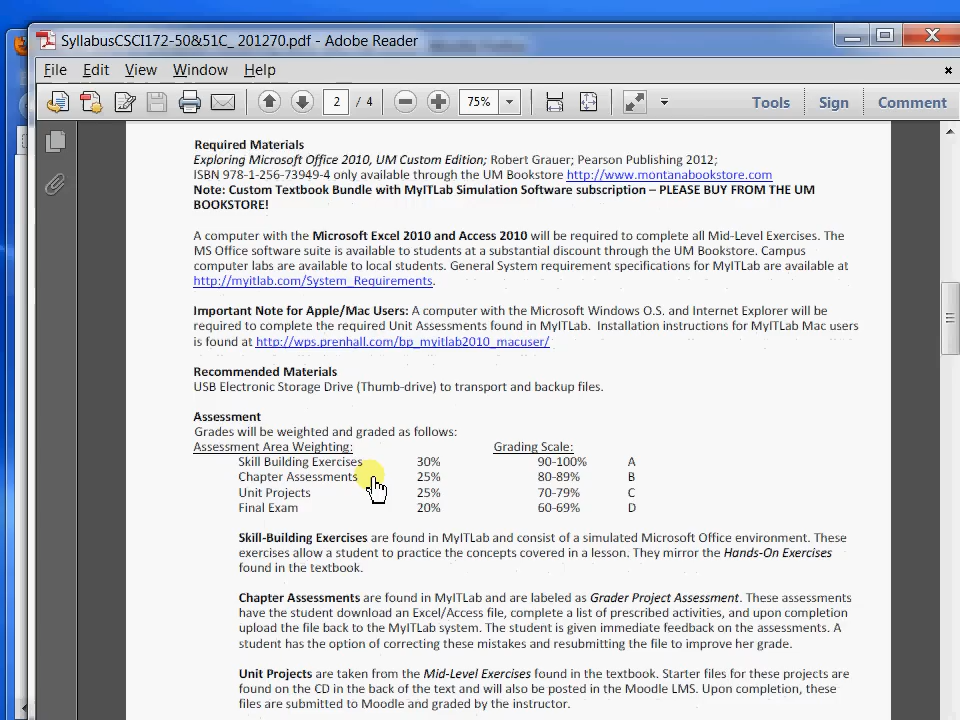 SyllabusCSCI172-50&51C_ 201270.pdf - Adobe Reader
File Edit View Window Help
2 / 4 75% Tools Sign Comment
Required Materials
Exploring Microsoft Office 2010, UM Custom Edition; Robert Grauer; Pearson Publishing 2012;
ISBN 978-1-256-73949-4 only available through the UM Bookstore http://www.montanabookstore.com
Note: Custom Textbook Bundle with MyITLab Simulation Software subscription – PLEASE BUY FROM THE UM
BOOKSTORE!
A computer with the Microsoft Excel 2010 and Access 2010 will be required to complete all Mid-Level Exercises. The
MS Office software suite is available to students at a substantial discount through the UM Bookstore. Campus
computer labs are available to local students. General System requirement specifications for MyITLab are available at
http://myitlab.com/System_Requirements.
Important Note for Apple/Mac Users: A computer with the Microsoft Windows O.S. and Internet Explorer will be
required to complete the required Unit Assessments found in MyITLab. Installation instructions for MyITLab Mac users
is found at http://wps.prenhall.com/bp_myitlab2010_macuser/
Recommended Materials
USB Electronic Storage Drive (Thumb-drive) to transport and backup files.
Assessment
Grades will be weighted and graded as follows:
Assessment Area Weighting: Grading Scale:
Skill Building Exercises 30% 90-100% A
Chapter Assessments 25% 80-89% B
Unit Projects 25% 70-79% C
Final Exam 20% 60-69% D
Skill-Building Exercises are found in MyITLab and consist of a simulated Microsoft Office environment. These
exercises allow a student to practice the concepts covered in a lesson. They mirror the Hands-On Exercises
found in the textbook.
Chapter Assessments are found in MyITLab and are labeled as Grader Project Assessment. These assessments
have the student download an Excel/Access file, complete a list of prescribed activities, and upon completion
upload the file back to the MyITLab system. The student is given immediate feedback on the assessments. A
student has the option of correcting these mistakes and resubmitting the file to improve her grade.
Unit Projects are taken from the Mid-Level Exercises found in the textbook. Starter files for these projects are
found on the CD in the back of the text and will also be posted in the Moodle LMS. Upon completion, these
files are submitted to Moodle and graded by the instructor.